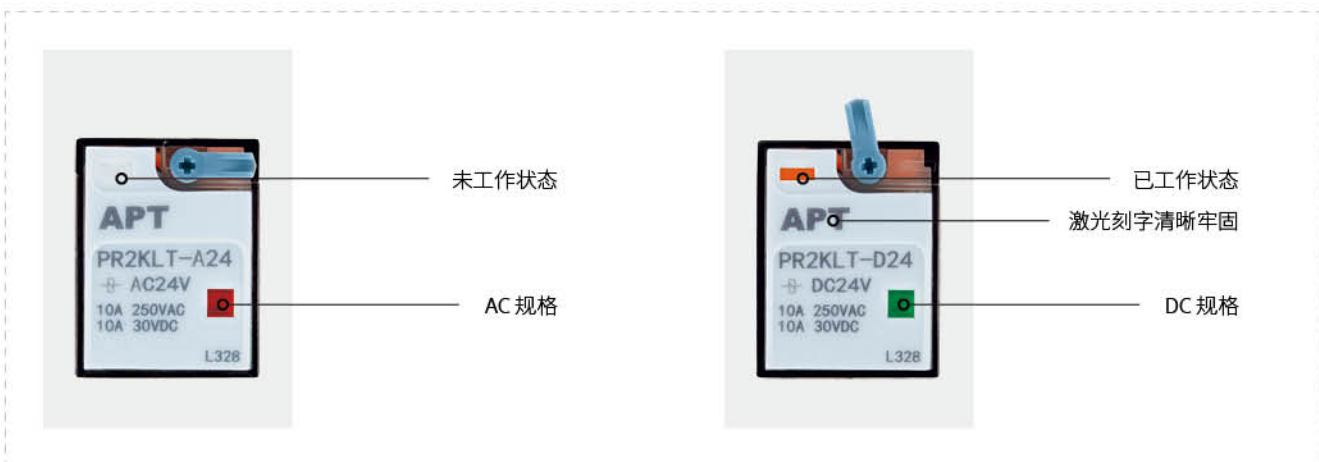 未工作状态
APT
PR2KLT-A24
AC24V
10A 250VAC
10A 30VDC
L328
AC 规格
已工作状态
APT
激光刻字清晰牢固
PR2KLT-D24
DC24V
10A 250VAC
10A 30VDC
L328
DC 规格